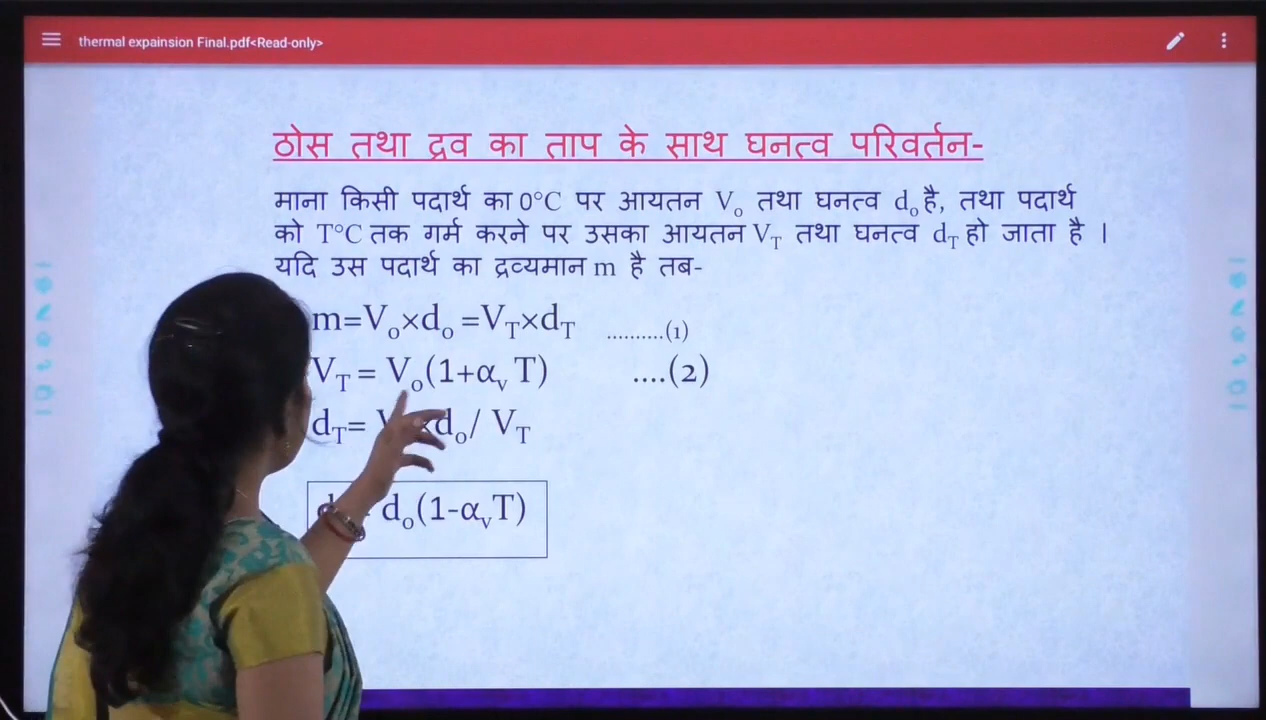 thermal expainsion Final.pdf<Read-only>
ठोस तथा द्रव का ताप के साथ घनत्व परिवर्तन-
माना किसी पदार्थ का 0°C पर आयतन V₀ तथा घनत्व d₀ है, तथा पदार्थ
को T°C तक गर्म करने पर उसका आयतन V_T तथा घनत्व d_T हो जाता है ।
यदि उस पदार्थ का द्रव्यमान m है तब-
m=V₀×d₀ =V_T×d_T ..........(1)
V_T = V₀(1+α_v T) ....(2)
d_T= d₀/ V_T
d₀(1-α_vT)